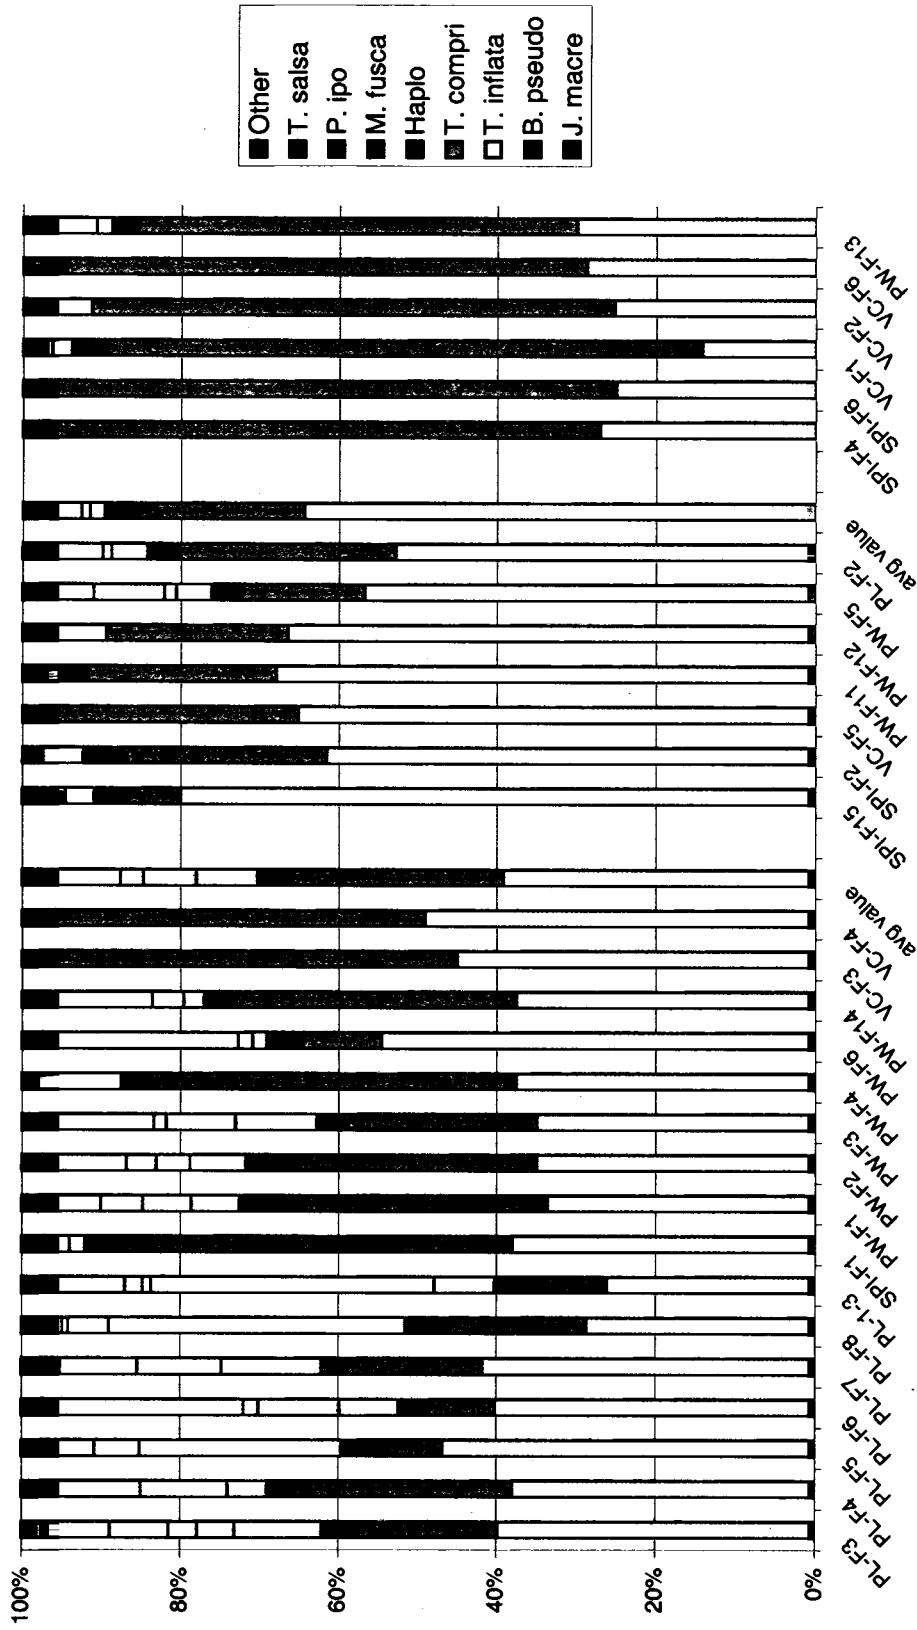 100%
80%
60%
40%
20%
0%
PL-F3
PL-F4
PL-F5
PL-F6
PL-F7
PL-F8
PL-1-3
SPI-F1
PW-F1
PW-F2
PW-F3
PW-F4
PW-F6
PW-F14
VC-F3
VC-F4
avg value
SPI-F15
SPI-F2
VC-F5
PW-F11
PW-F12
PW-F5
PL-F2
avg value
SPI-F4
SPI-F6
VC-F1
VC-F2
VC-F6
PW-F13
Other
T. salsa
P. ipo
M. fusca
Haplo
T. compri
T. inflata
B. pseudo
J. macre